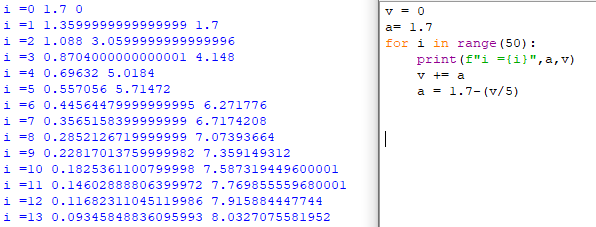 i =0 1.7 0
i =1 1.3599999999999999 1.7
i =2 1.088 3.0599999999999996
i =3 0.8704000000000001 4.148
i =4 0.69632 5.0184
i =5 0.557056 5.71472
i =6 0.44564479999999995 6.271776
i =7 0.3565158399999999 6.7174208
i =8 0.2852126719999999 7.07393664
i =9 0.22817013759999982 7.359149312
i =10 0.1825361100799998 7.587319449600001
i =11 0.14602888806399972 7.769855559680001
i =12 0.11682311045119986 7.915884447744
i =13 0.09345848836095993 8.0327075581952
v = 0
a= 1.7
for i in range(50):
    print(f"i ={i}",a,v)
    v += a
    a = 1.7-(v/5)